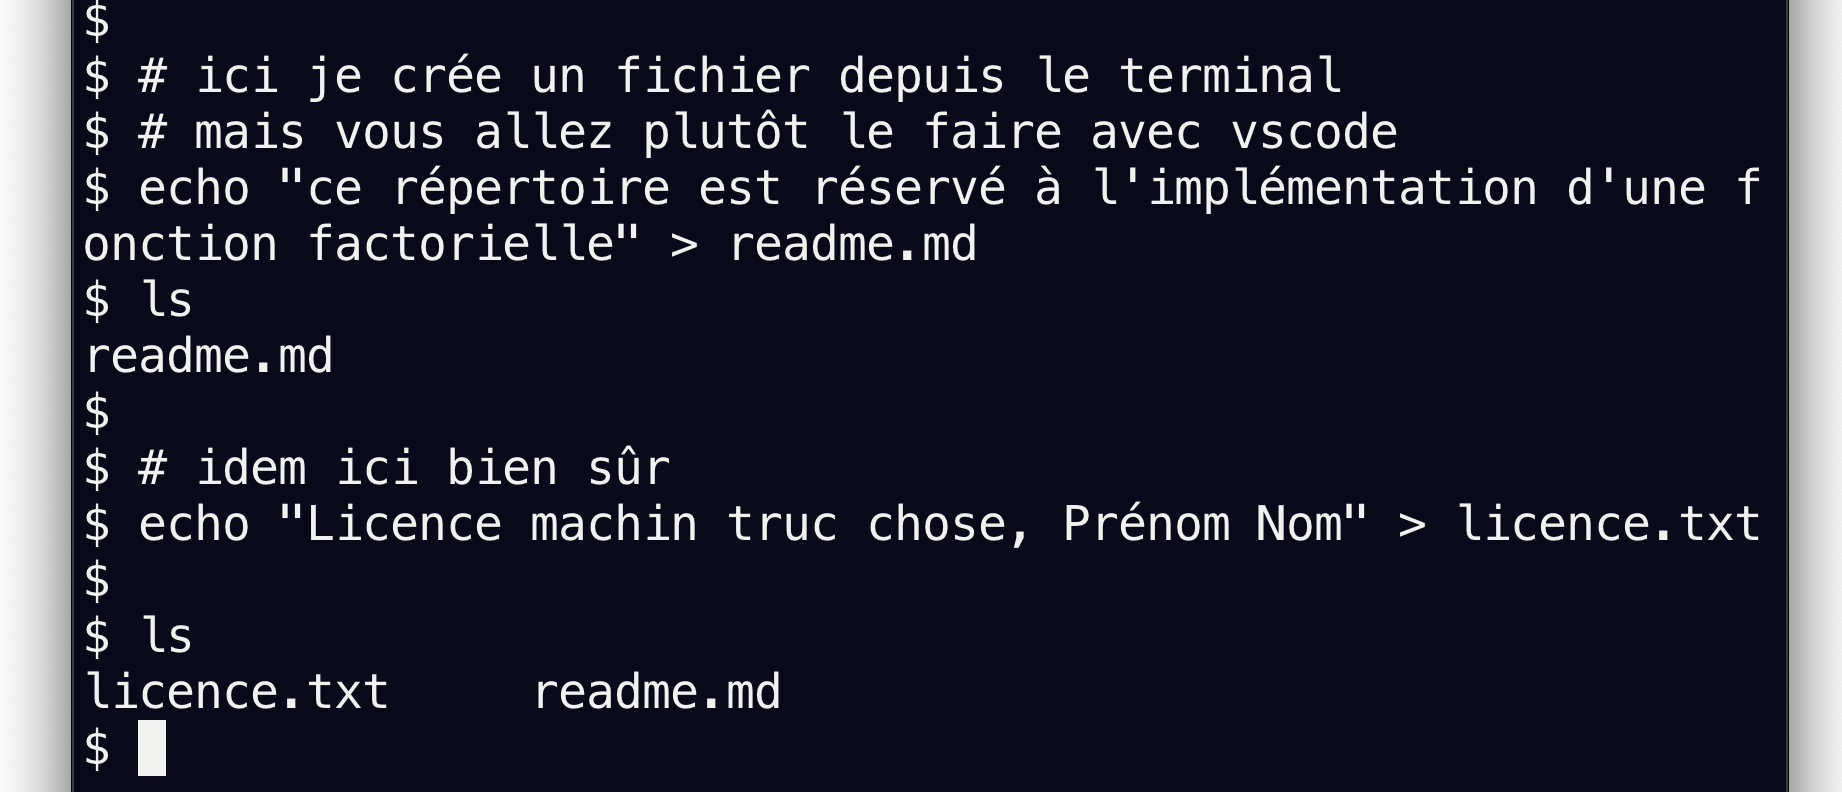 $
$ # ici je crée un fichier depuis le terminal
$ # mais vous allez plutôt le faire avec vscode
$ echo "ce répertoire est réservé à l'implémentation d'une f
onction factorielle" > readme.md
$ ls
readme.md
$
$ # idem ici bien sûr
$ echo "Licence machin truc chose, Prénom Nom" > licence.txt
$
$ ls
licence.txt     readme.md
$